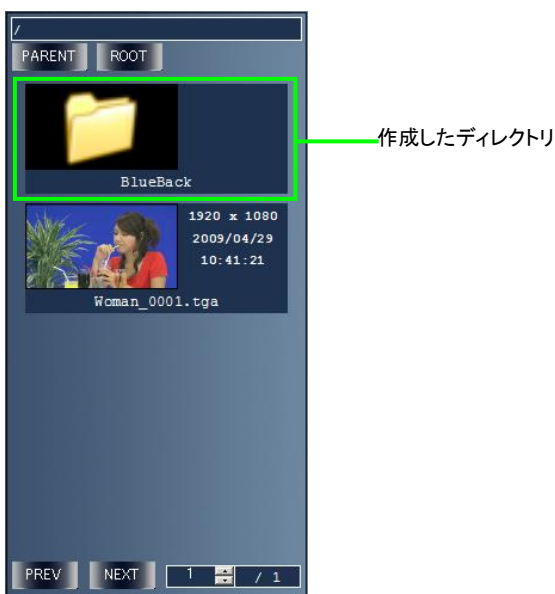 /
PARENT ROOT
作成したディレクトリ
BlueBack
1920 x 1080
2009/04/29
10:41:21
Woman_0001.tga
PREV NEXT 1 / 1